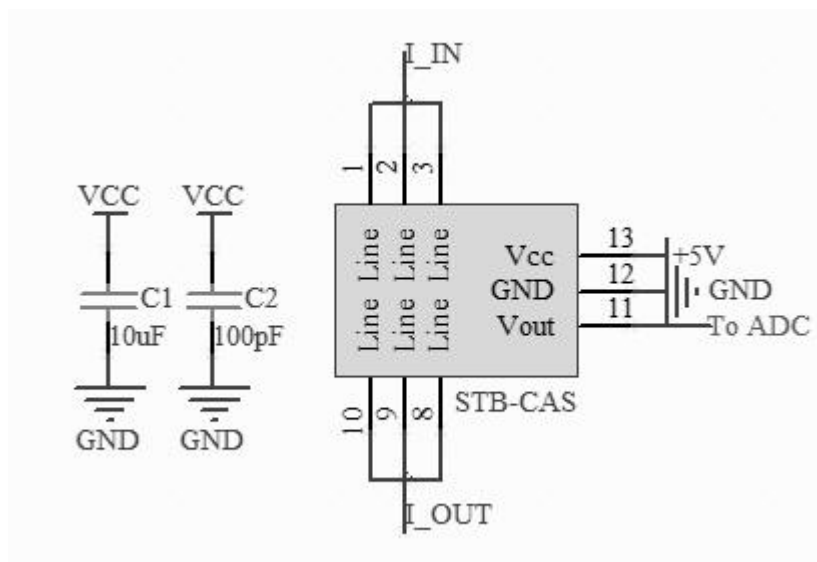 I_IN
1 2 3
VCC VCC
Line Line Line
Vcc 13 +5V
GND 12 GND
Line Line Line
Vout 11 To ADC
C1 C2
10uF 100pF
STB-CAS
10 9 8
GND GND
I_OUT